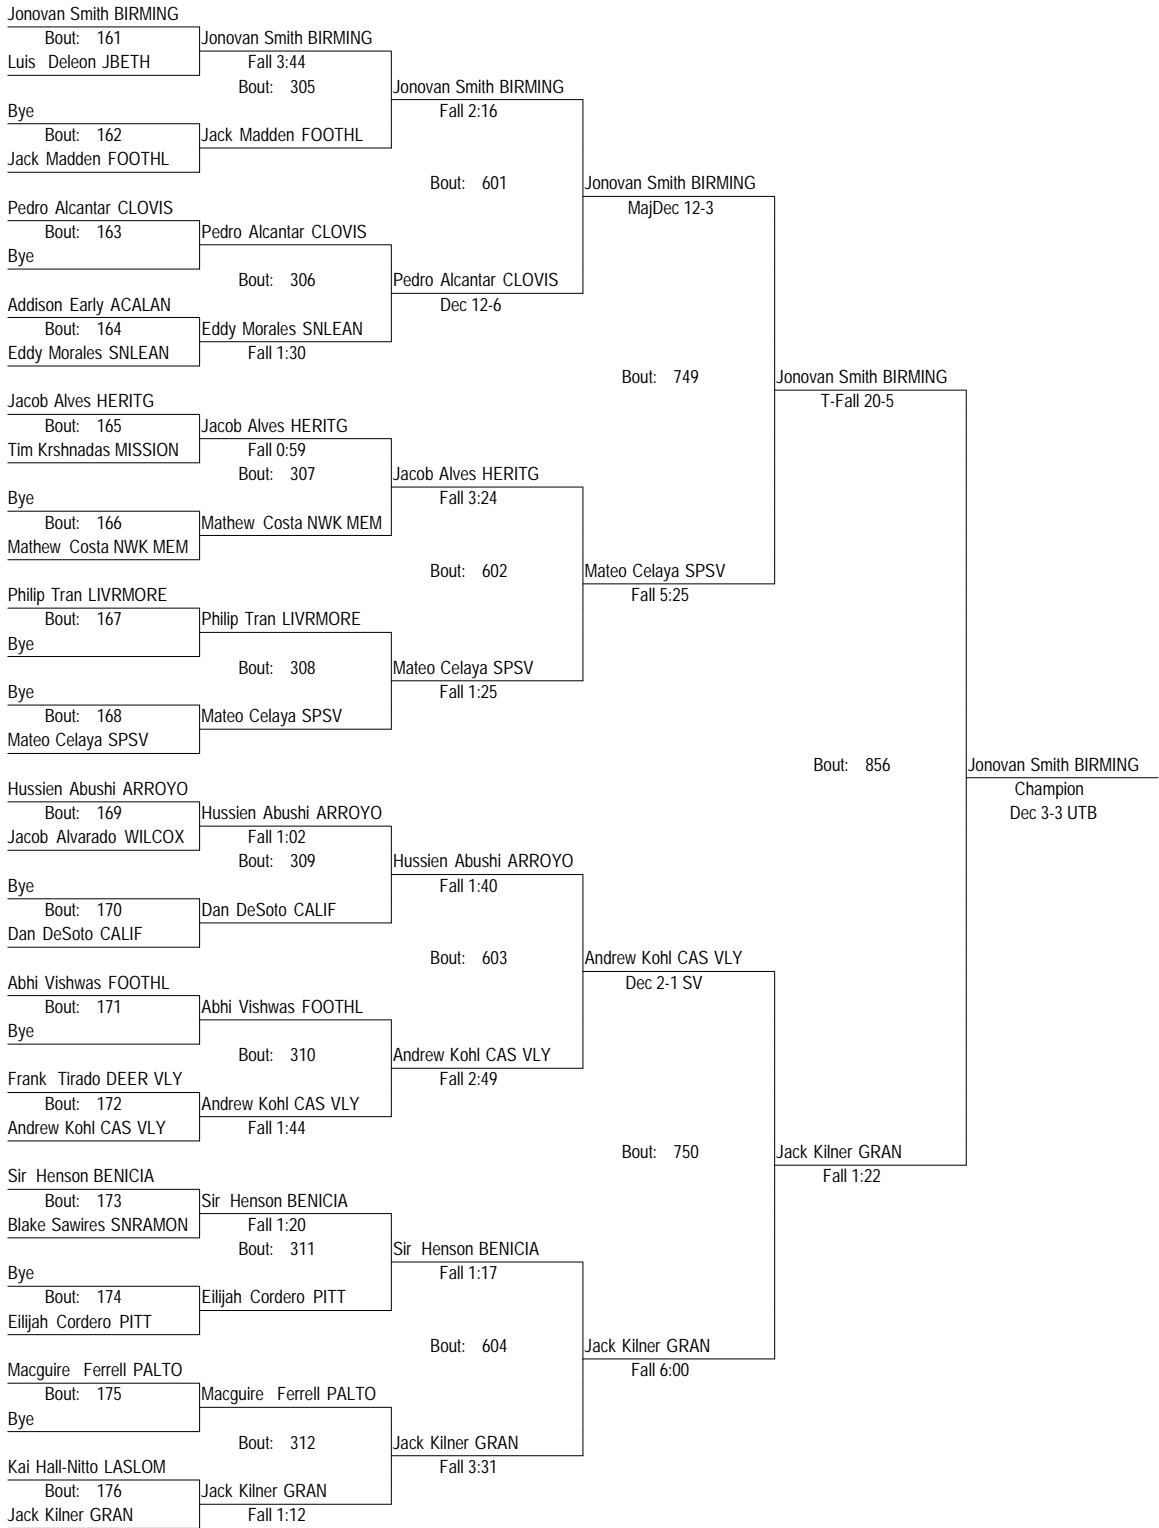 Jonovan Smith BIRMING
Bout: 161
Jonovan Smith BIRMING
Luis Deleon JBETH
Fall 3:44
Bout: 305
Jonovan Smith BIRMING
Bye
Fall 2:16
Bout: 162
Jack Madden FOOTHL
Jack Madden FOOTHL
Bout: 601
Jonovan Smith BIRMING
Pedro Alcantar CLOVIS
MajDec 12-3
Bout: 163
Pedro Alcantar CLOVIS
Bye
Bout: 306
Pedro Alcantar CLOVIS
Addison Early ACALAN
Dec 12-6
Bout: 164
Eddy Morales SNLEAN
Eddy Morales SNLEAN
Fall 1:30
Bout: 749
Jonovan Smith BIRMING
Jacob Alves HERITG
T-Fall 20-5
Bout: 165
Jacob Alves HERITG
Tim Krshnadas MISSION
Fall 0:59
Bout: 307
Jacob Alves HERITG
Bye
Fall 3:24
Bout: 166
Mathew Costa NWK MEM
Mathew Costa NWK MEM
Bout: 602
Mateo Celaya SPSV
Philip Tran LIVRMORE
Fall 5:25
Bout: 167
Philip Tran LIVRMORE
Bye
Bout: 308
Mateo Celaya SPSV
Bye
Fall 1:25
Bout: 168
Mateo Celaya SPSV
Mateo Celaya SPSV
Bout: 856
Jonovan Smith BIRMING
Hussien Abushi ARROYO
Champion
Bout: 169
Hussien Abushi ARROYO
Dec 3-3 UTB
Jacob Alvarado WILCOX
Fall 1:02
Bout: 309
Hussien Abushi ARROYO
Bye
Fall 1:40
Bout: 170
Dan DeSoto CALIF
Dan DeSoto CALIF
Bout: 603
Andrew Kohl CAS VLY
Abhi Vishwas FOOTHL
Dec 2-1 SV
Bout: 171
Abhi Vishwas FOOTHL
Bye
Bout: 310
Andrew Kohl CAS VLY
Frank Tirado DEER VLY
Fall 2:49
Bout: 172
Andrew Kohl CAS VLY
Andrew Kohl CAS VLY
Fall 1:44
Bout: 750
Jack Kilner GRAN
Sir Henson BENICIA
Fall 1:22
Bout: 173
Sir Henson BENICIA
Blake Sawires SNRAMON
Fall 1:20
Bout: 311
Sir Henson BENICIA
Bye
Fall 1:17
Bout: 174
Eilijah Cordero PITT
Eilijah Cordero PITT
Bout: 604
Jack Kilner GRAN
Macguire Ferrell PALTO
Fall 6:00
Bout: 175
Macguire Ferrell PALTO
Bye
Bout: 312
Jack Kilner GRAN
Kai Hall-Nitto LASLOM
Fall 3:31
Bout: 176
Jack Kilner GRAN
Jack Kilner GRAN
Fall 1:12